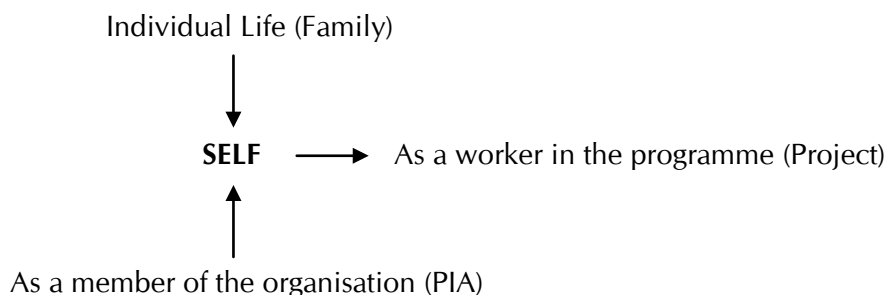 Individual Life (Family)
SELF
As a worker in the programme (Project)
As a member of the organisation (PIA)